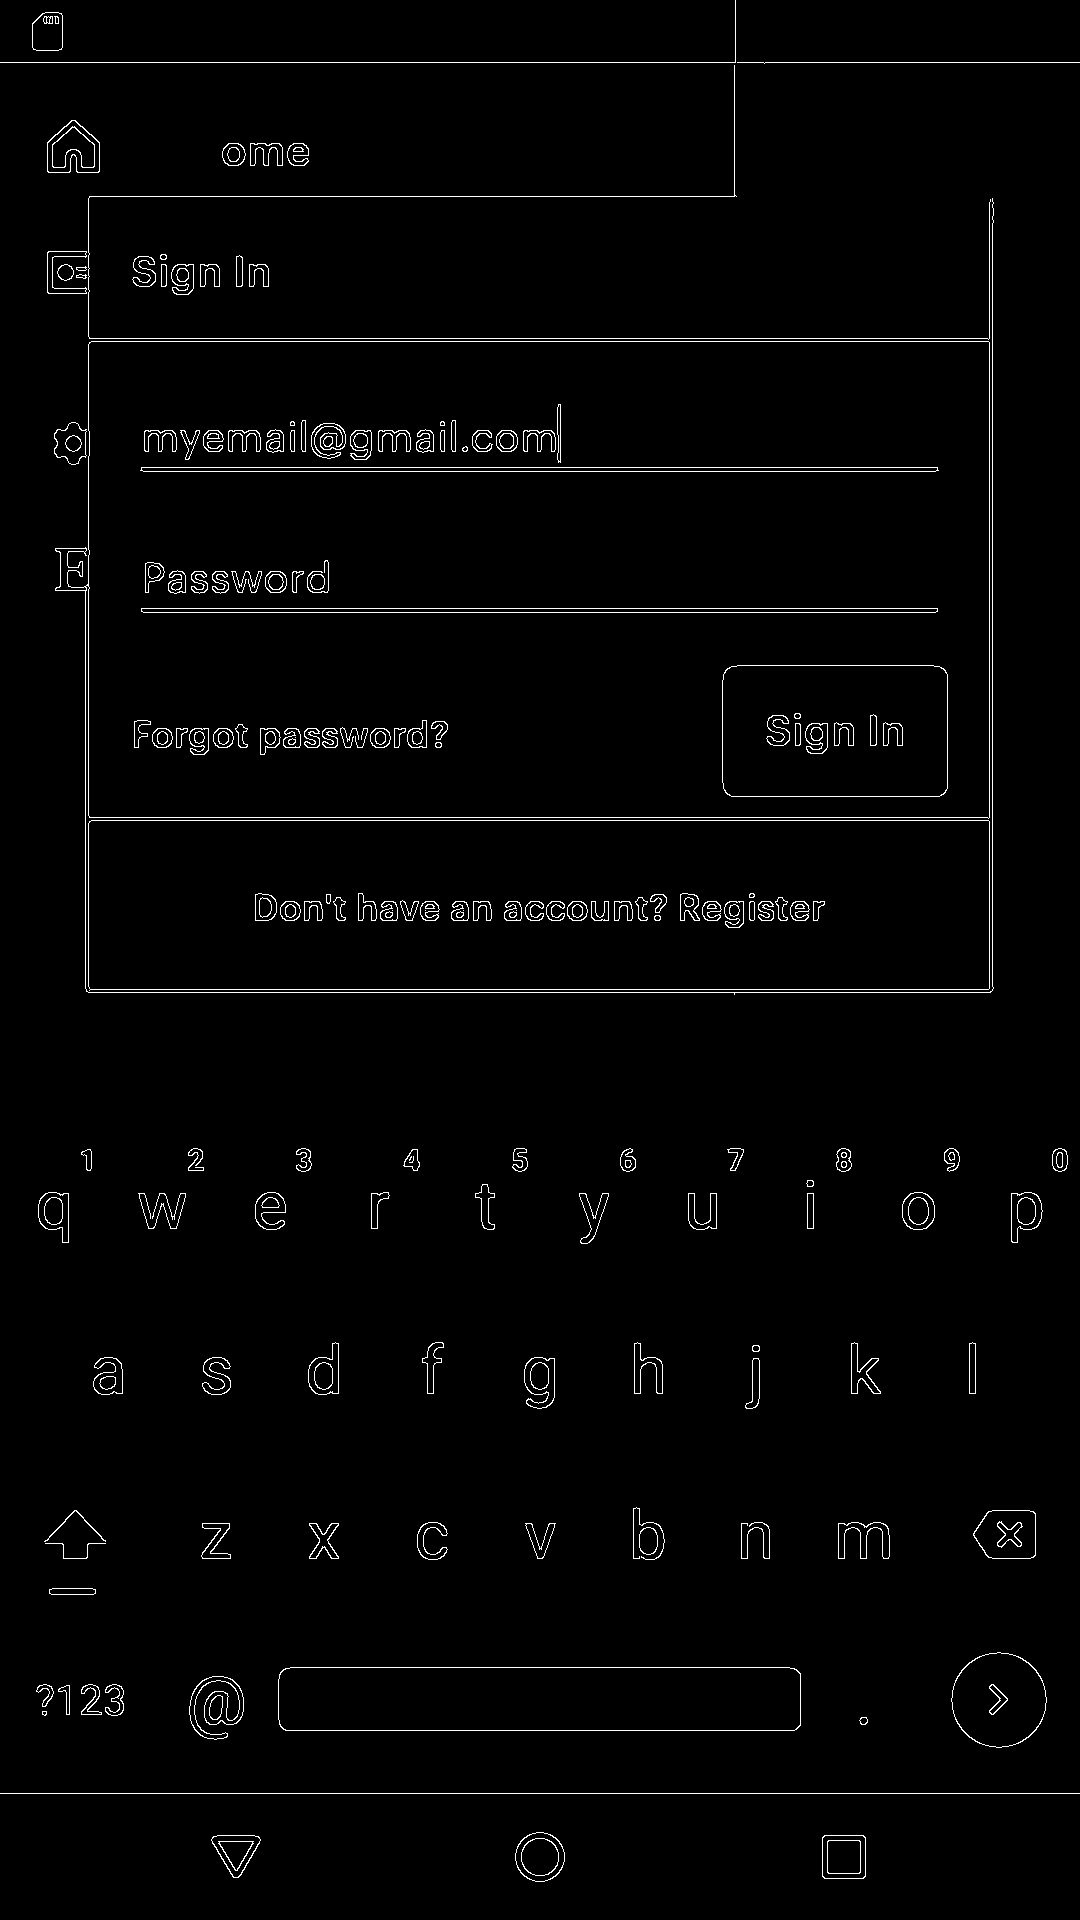 ome
Sign In
myemail@gmail.com
E
Password
Forgot password?
Sign In
Don't have an account? Register
1 2 3 4 5 6 7 8 9 0
q w e r t y u i o p
a s d f g h j k l
z x c v b n m
?123 @ .